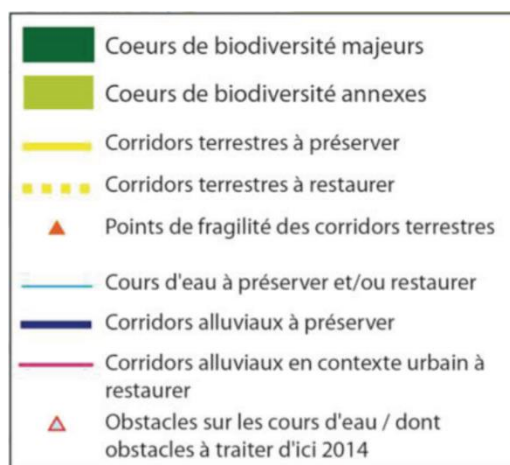 Coeurs de biodiversité majeurs
Coeurs de biodiversité annexes
Corridors terrestres à préserver
Corridors terrestres à restaurer
Points de fragilité des corridors terrestres
Cours d'eau à préserver et/ou restaurer
Corridors alluviaux à préserver
Corridors alluviaux en contexte urbain à
restaurer
Obstacles sur les cours d'eau / dont
obstacles à traiter d'ici 2014